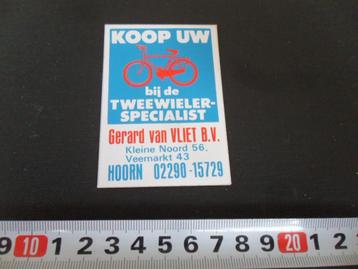 KOOP UW
bij de
TWEEWIELER-
SPECIALIST
Gerard van VLIET B.V.
Kleine Noord 56,
Veemarkt 43
HOORN 02290-15729
9 10 1 2 3 4 5 6 7 8 9 20 1 2